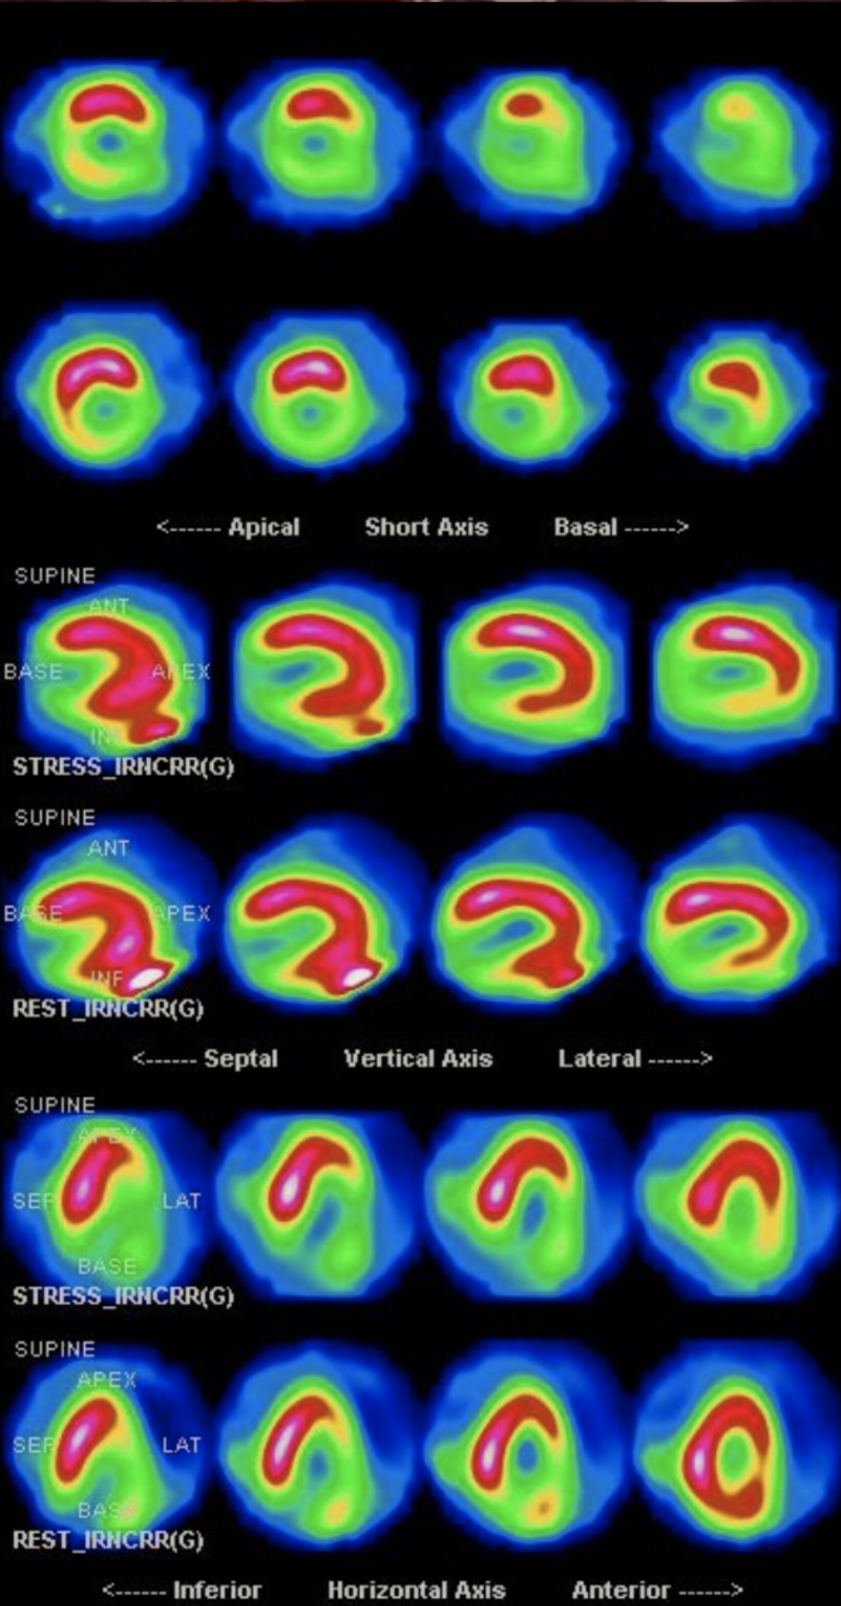 <------ Apical Short Axis Basal ------>
SUPINE
ANT
BASE APEX
INF
STRESS_IRNCRR(G)
SUPINE
ANT
BASE APEX
INF
REST_IRNCRR(G)
<------ Septal Vertical Axis Lateral ------>
SUPINE
APEX
SEP LAT
BASE
STRESS_IRNCRR(G)
SUPINE
APEX
SEP LAT
BASE
REST_IRNCRR(G)
<------ Inferior Horizontal Axis Anterior ------>